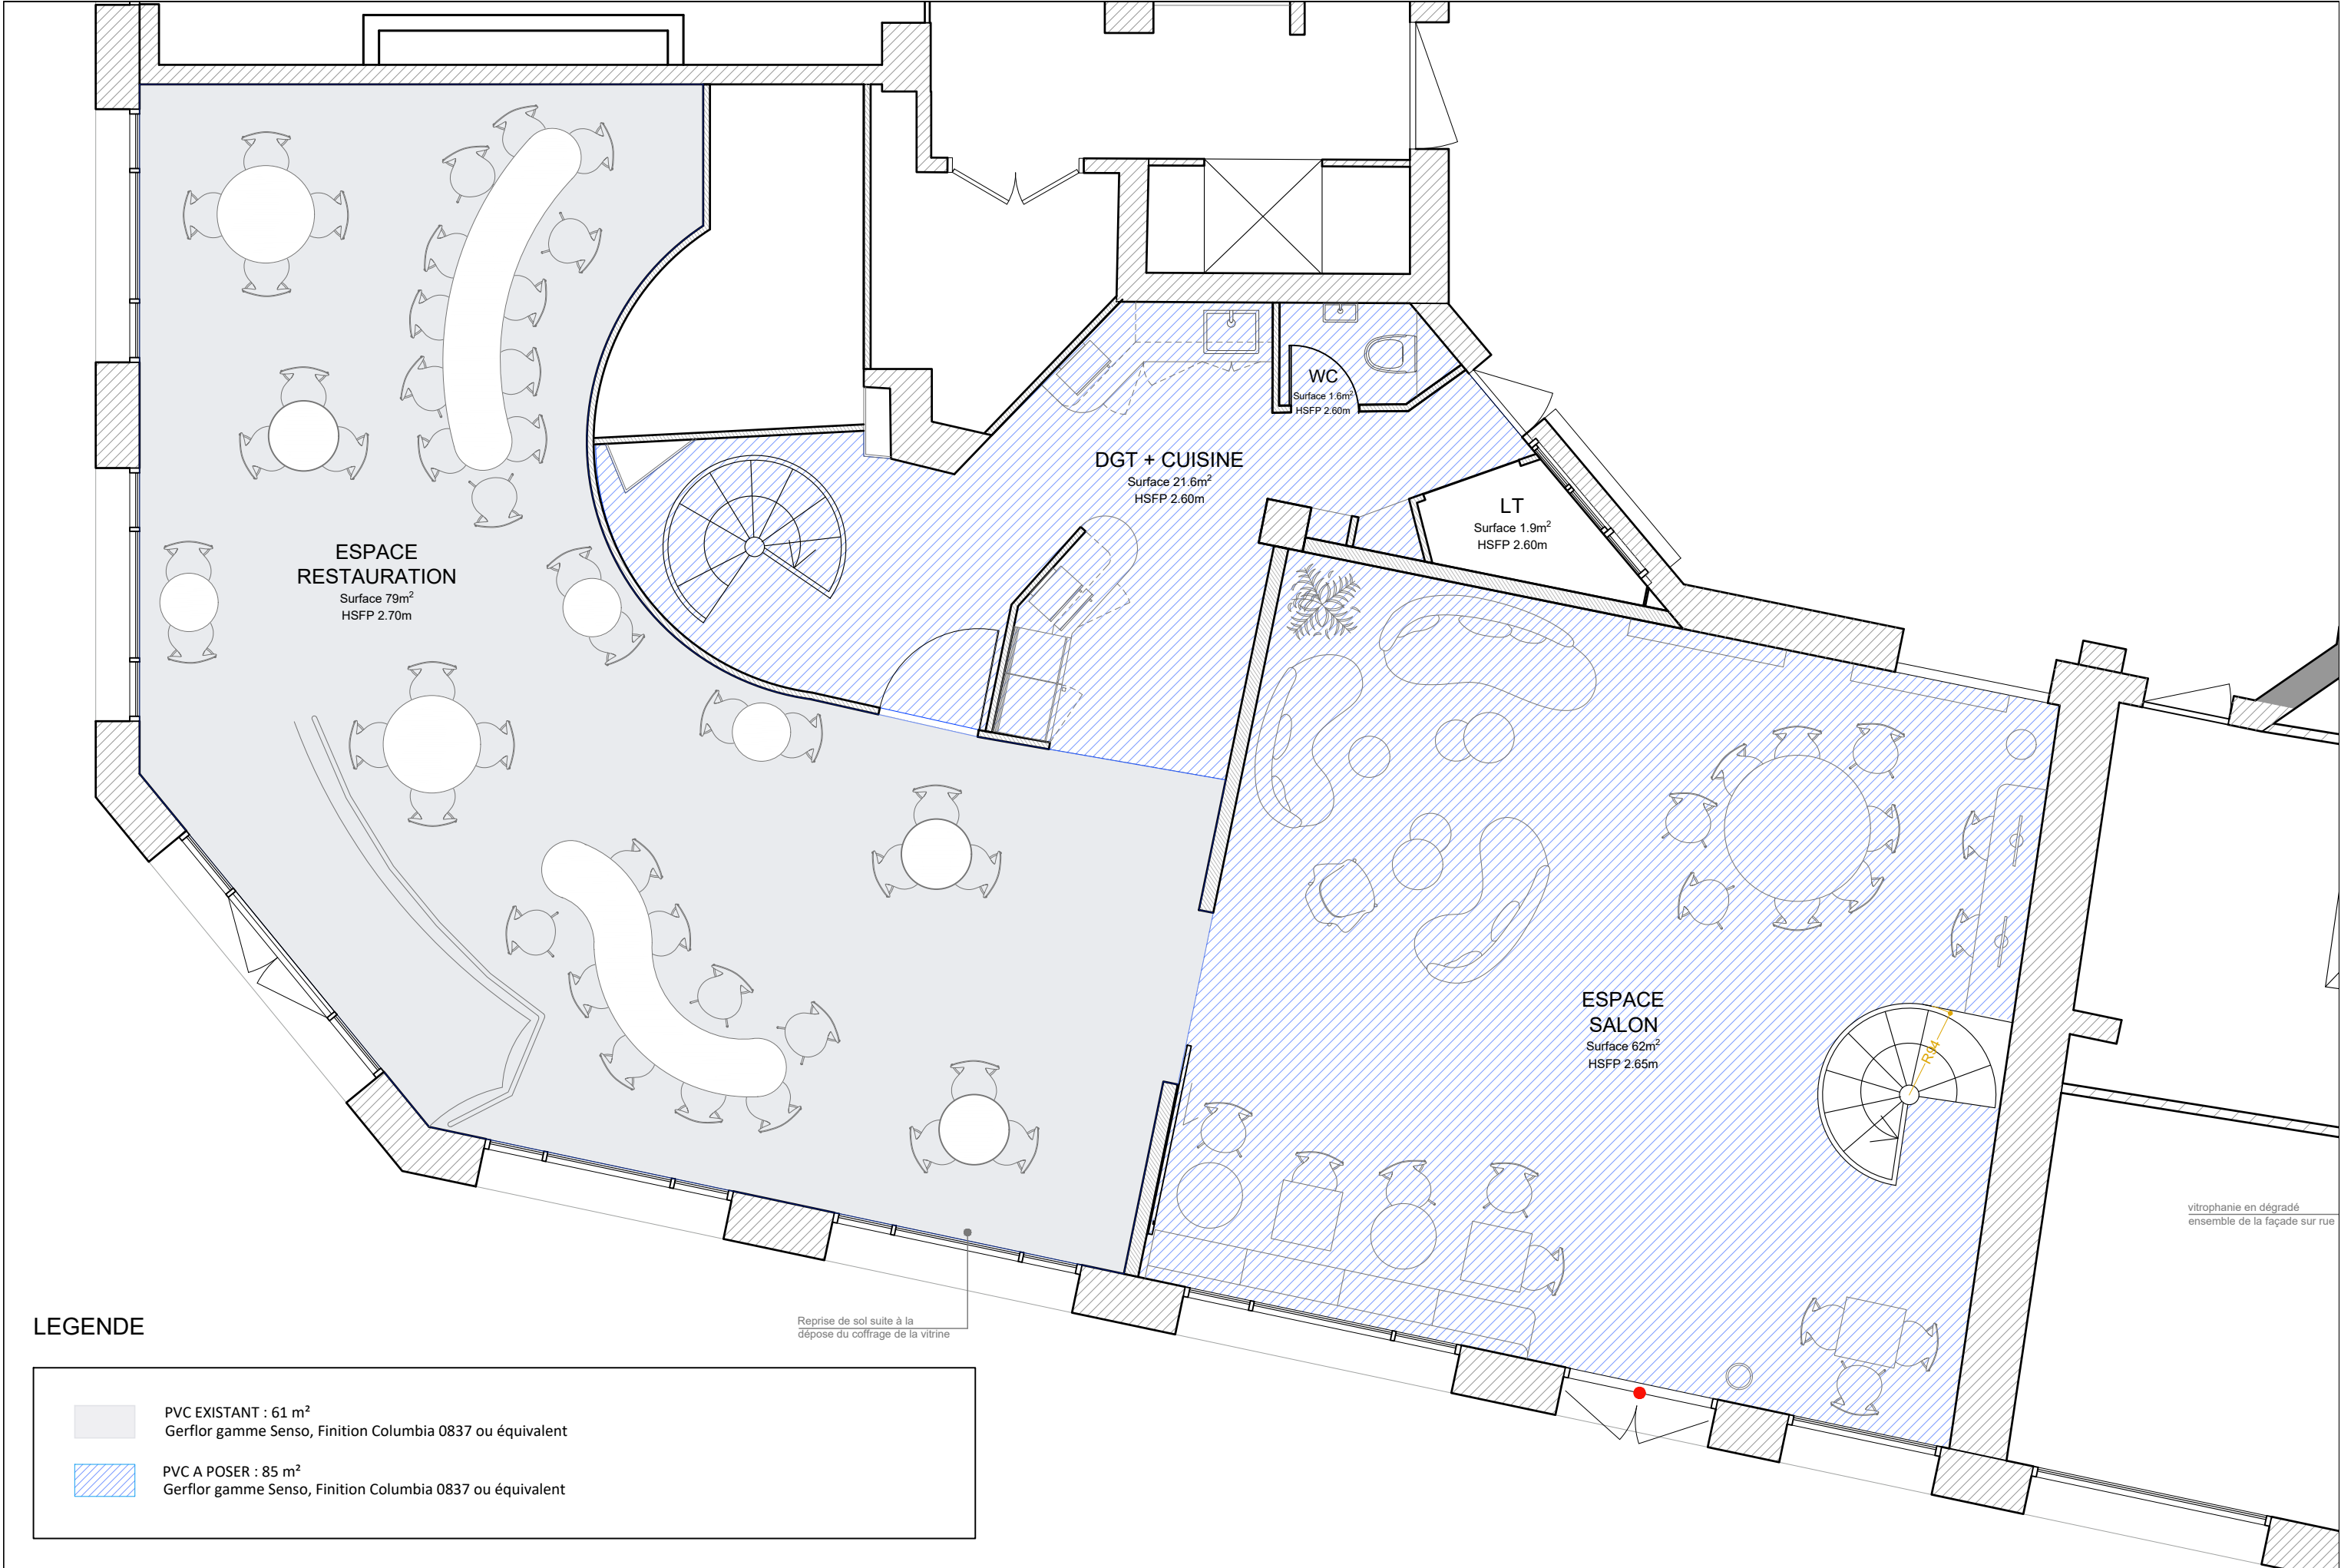 WC
Surface 1.6m²
HSFP 2.60m
DGT + CUISINE
Surface 21.6m²
HSFP 2.60m
LT
Surface 1.9m²
HSFP 2.60m
ESPACE
RESTAURATION
Surface 79m²
HSFP 2.70m
ESPACE
SALON
Surface 62m²
HSFP 2.65m
R94
vitrophanie en dégradé
ensemble de la façade sur rue
Reprise de sol suite à la
dépose du coffrage de la vitrine
LEGENDE
PVC EXISTANT : 61 m²
Gerflor gamme Senso, Finition Columbia 0837 ou équivalent
PVC A POSER : 85 m²
Gerflor gamme Senso, Finition Columbia 0837 ou équivalent